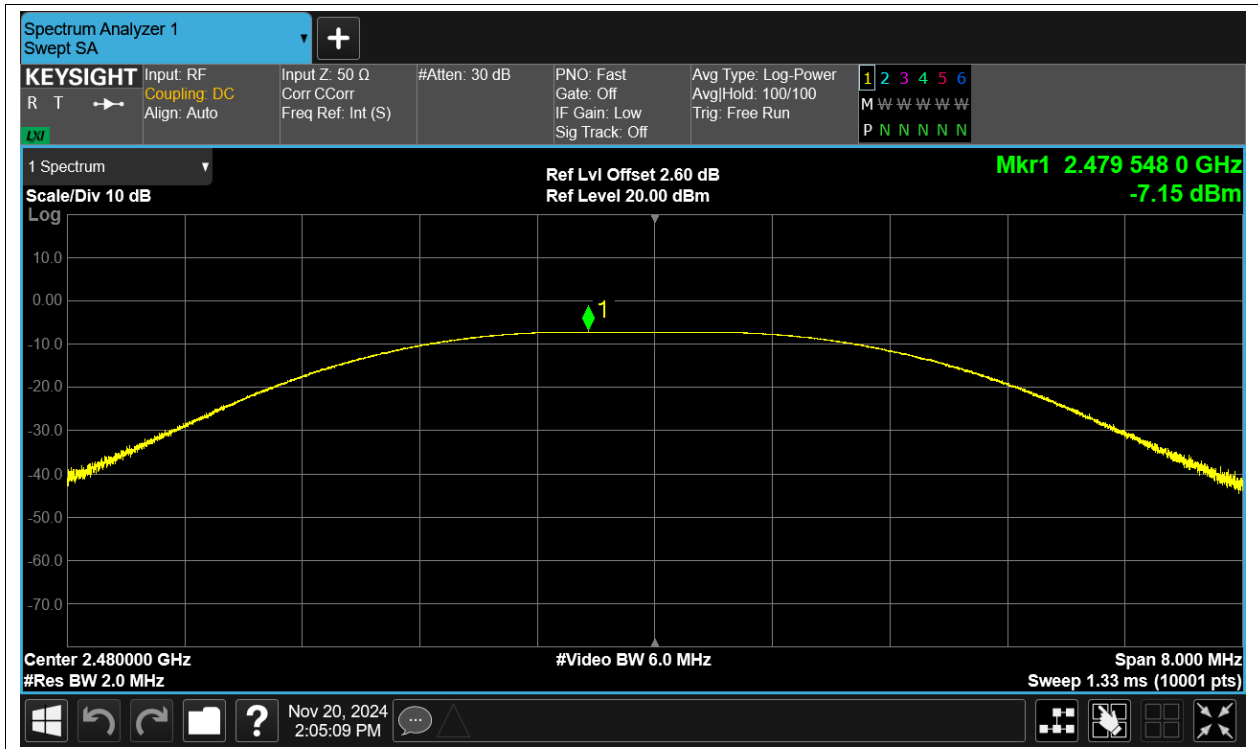 Spectrum Analyzer 1
Swept SA
+
KEYSIGHT
R T
LXI
Input: RF
Coupling: DC
Align: Auto
Input Z: 50 Ω
Corr CCorr
Freq Ref: Int (S)
#Atten: 30 dB
PNO: Fast
Gate: Off
IF Gain: Low
Sig Track: Off
Avg Type: Log-Power
Avg|Hold: 100/100
Trig: Free Run
1 2 3 4 5 6
M W W W W W
P N N N N N
1 Spectrum
Scale/Div 10 dB
Log
Ref Lvl Offset 2.60 dB
Ref Level 20.00 dBm
Mkr1 2.479 548 0 GHz
-7.15 dBm
10.0
0.00
1
-10.0
-20.0
-30.0
-40.0
-50.0
-60.0
-70.0
Center 2.480000 GHz
#Res BW 2.0 MHz
#Video BW 6.0 MHz
Span 8.000 MHz
Sweep 1.33 ms (10001 pts)
?
Nov 20, 2024
2:05:09 PM